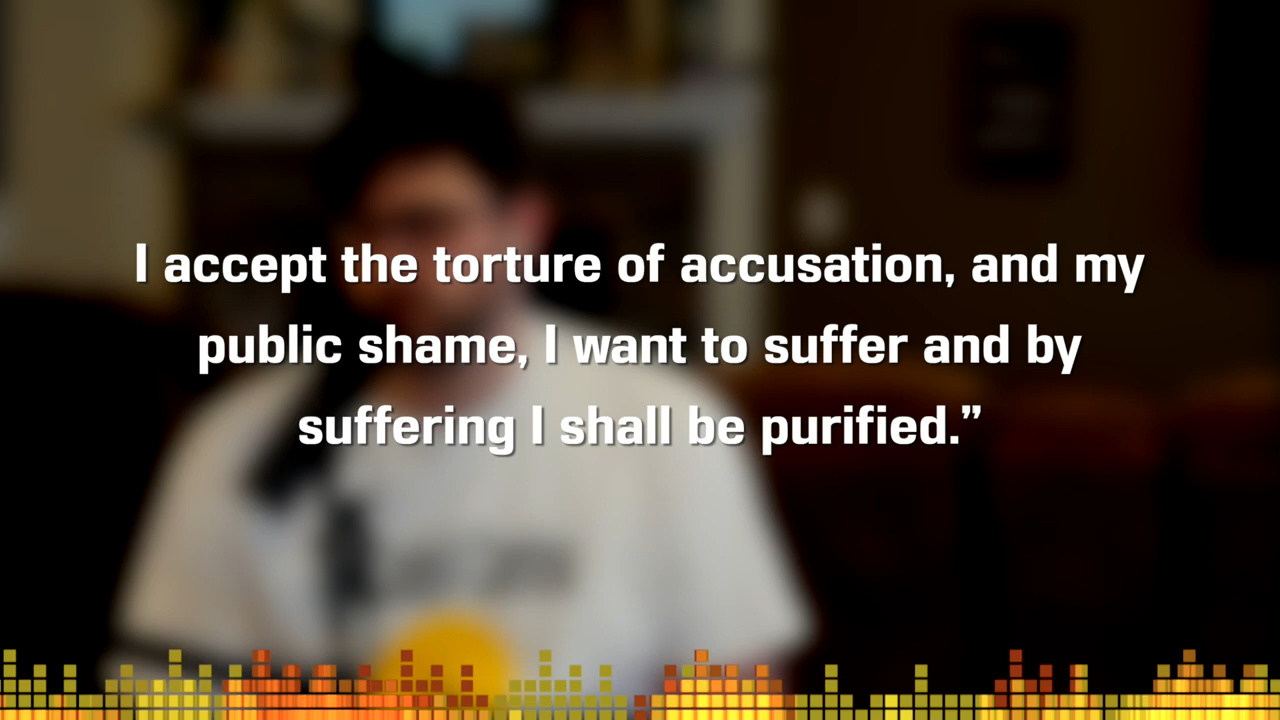 I accept the torture of accusation, and my
public shame, I want to suffer and by
suffering I shall be purified.”